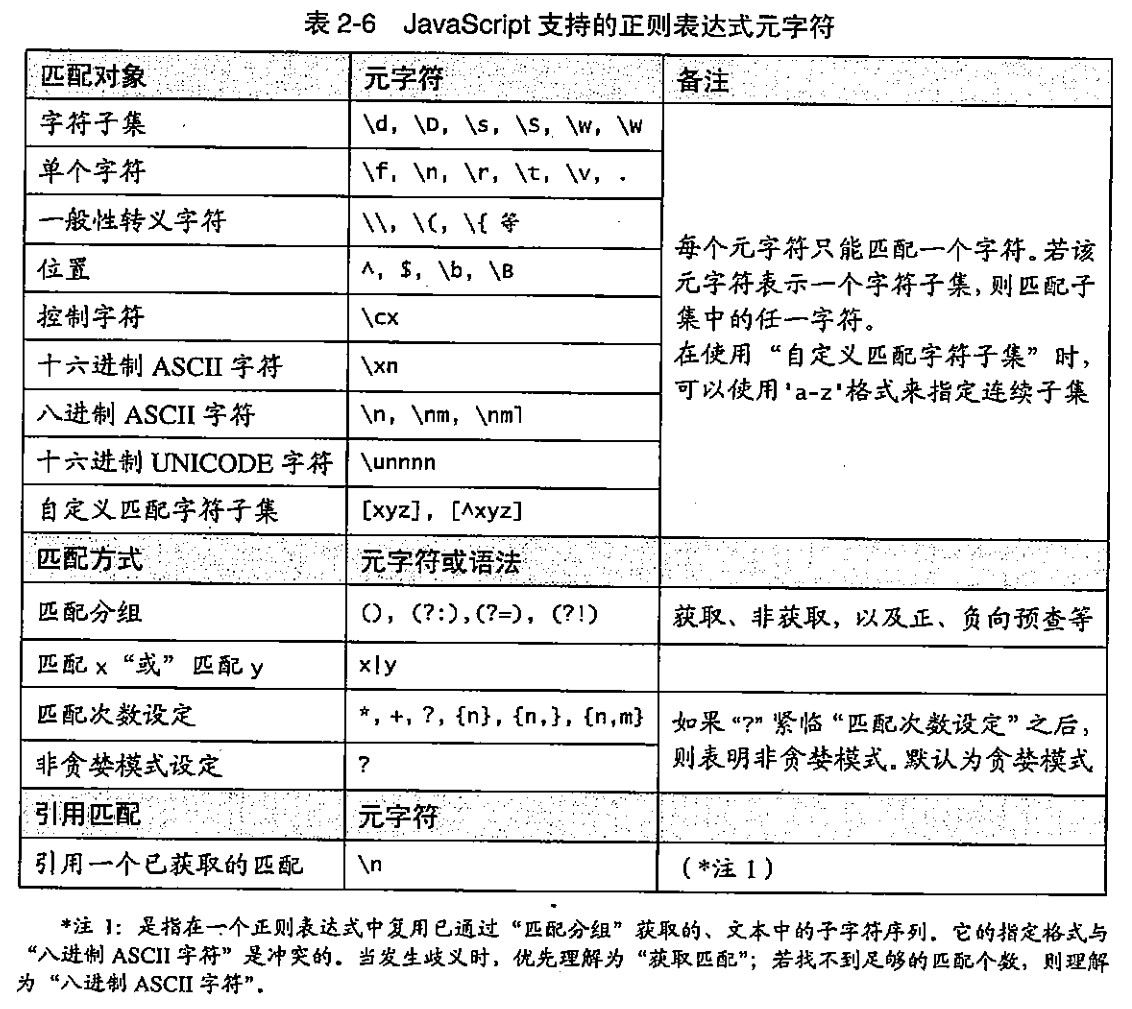 表 2-6 JavaScript 支持的正则表达式元字符
匹配对象 元字符 备注
字符子集 \d, \D, \s, \S, \w, \W
单个字符 \f, \n, \r, \t, \v, .
一般性转义字符 \\, \(, \{ 等
位置 ^, $, \b, \B
控制字符 \cx
十六进制 ASCII 字符 \xn
八进制 ASCII 字符 \n, \nm, \nml
十六进制 UNICODE 字符 \unnnn
自定义匹配字符子集 [xyz], [^xyz]
每个元字符只能匹配一个字符。若该
元字符表示一个字符子集,则匹配子
集中的任一字符。
在使用“自定义匹配字符子集”时,
可以使用'a-z'格式来指定连续子集
匹配方式 元字符或语法
匹配分组 (), (?:),(?=), (?!) 获取、非获取,以及正、负向预查等
匹配 x“或”匹配 y x|y
匹配次数设定 *, +, ?, {n}, {n,}, {n,m}
非贪婪模式设定 ?
如果“?”紧临“匹配次数设定”之后,
则表明非贪婪模式。默认为贪婪模式
引用匹配 元字符
引用一个已获取的匹配 \n (*注 1)
*注 1: 是指在一个正则表达式中复用已通过“匹配分组”获取的、文本中的子字符序列。它的指定格式与
“八进制 ASCII 字符”是冲突的。当发生歧义时,优先理解为“获取匹配”;若找不到足够的匹配个数,则理解
为“八进制 ASCII 字符”。